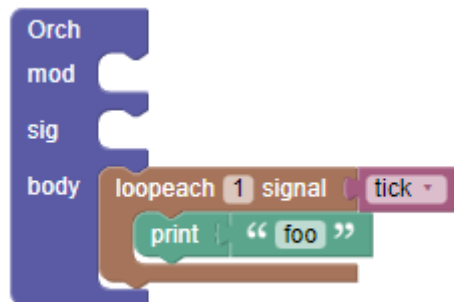 Orch
mod
sig
body loopeach 1 signal tick
print “ foo ”